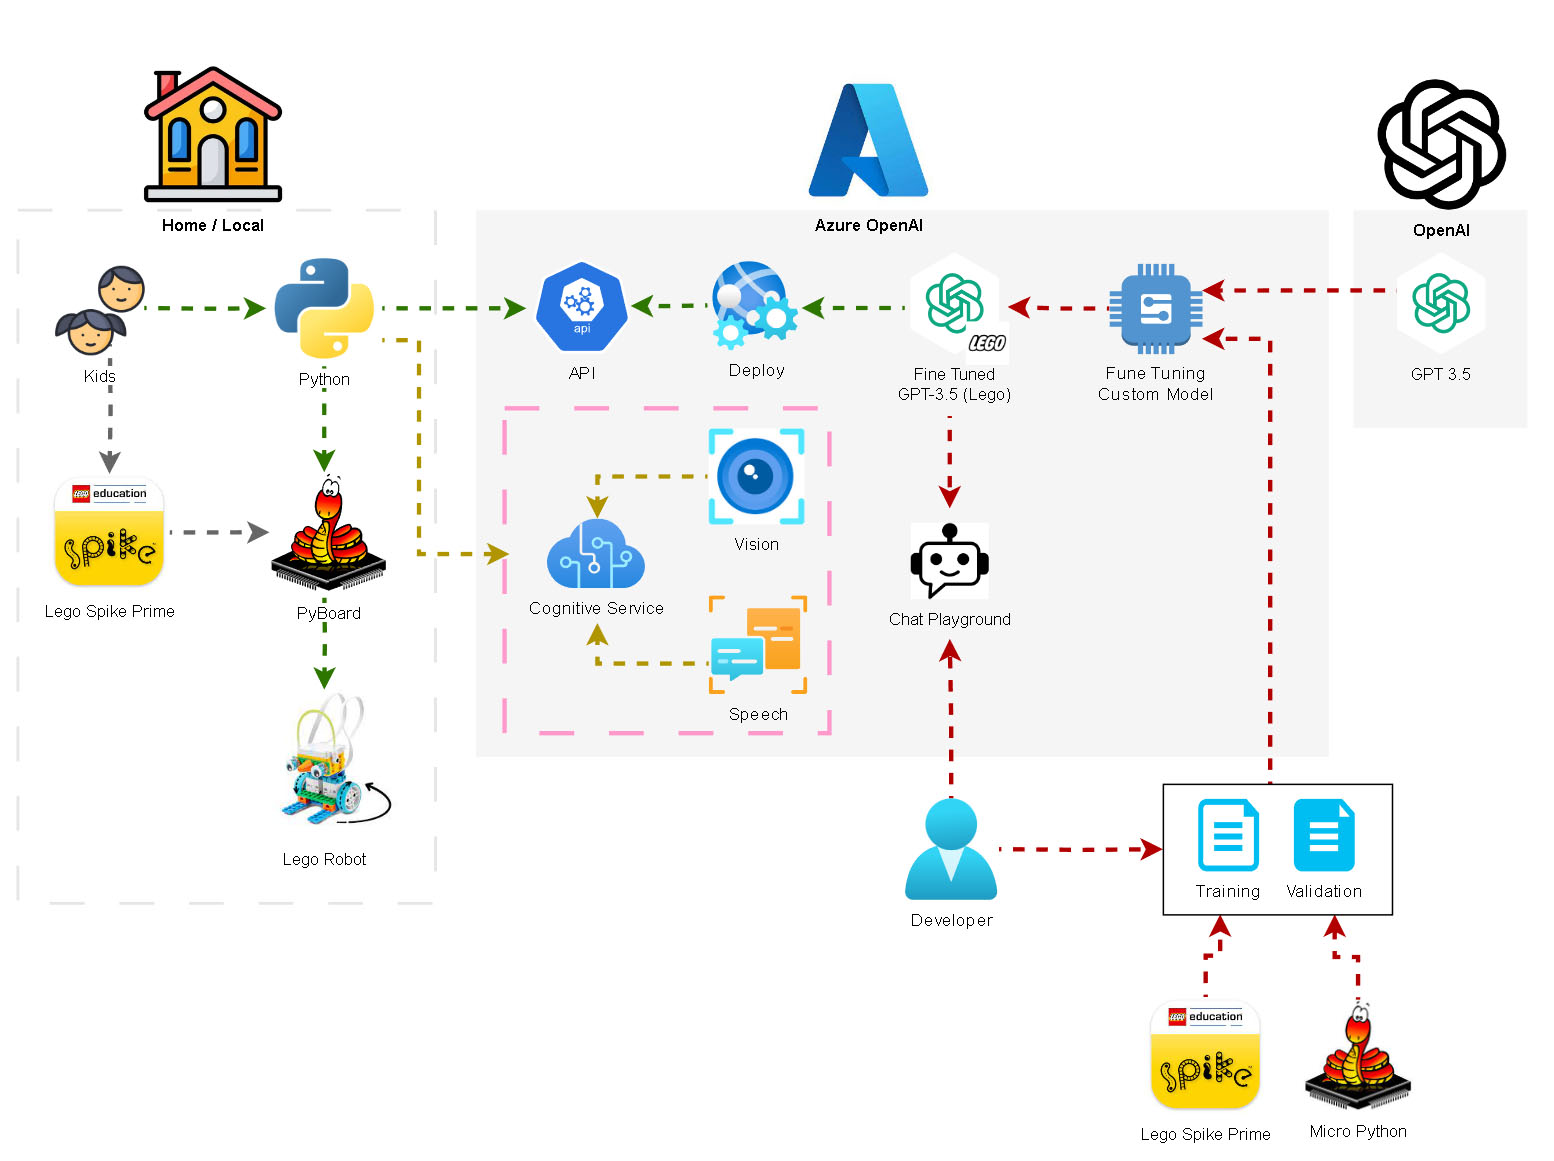 Home / Local
Azure OpenAI
OpenAI
Kids
Python
api
API
Deploy
LEGO
Fine Tuned
GPT-3.5 (Lego)
Fune Tuning
Custom Model
GPT 3.5
LEGO education
spike
Lego Spike Prime
PyBoard
Cognitive Service
Vision
Speech
Chat Playground
Lego Robot
Developer
Training
Validation
LEGO education
spike
Lego Spike Prime
Micro Python